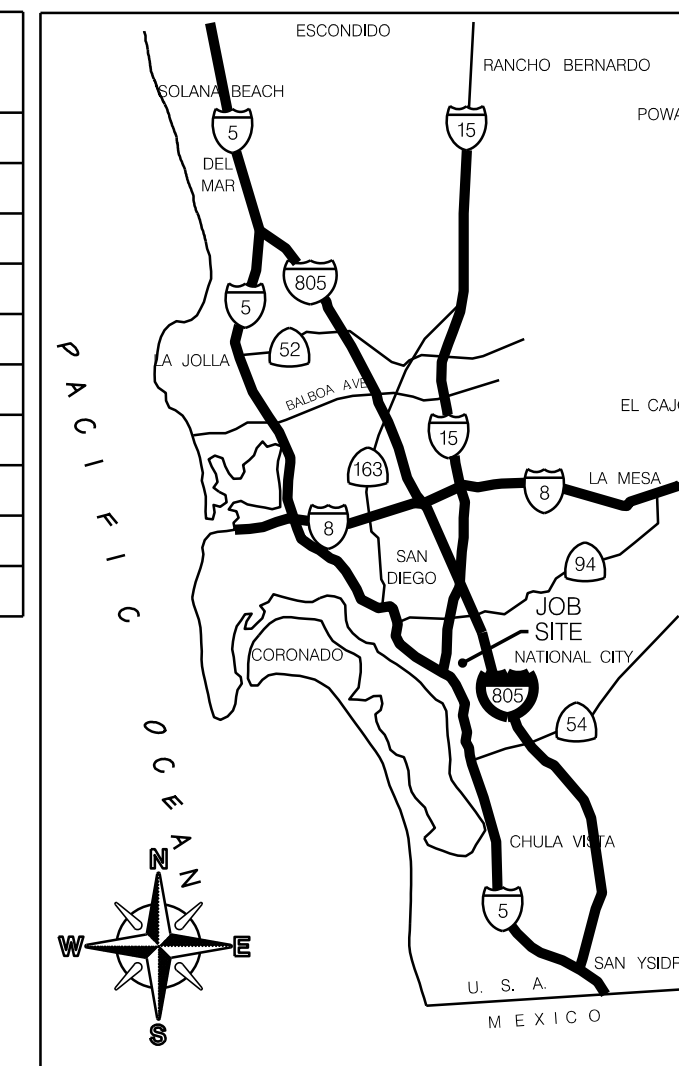 ESCONDIDO
RANCHO BERNARDO
SOLANA BEACH
POWA
5
15
DEL
MAR
805
5
52
LA JOLLA
BALBOA AVE
EL CAJO
15
163
LA MESA
8
8
SAN
DIEGO
94
JOB
SITE
NATIONAL CITY
CORONADO
805
54
PACIFIC OCEAN
CHULA VISTA
N
W
E
S
5
SAN YSIDR
U. S. A.
MEXICO